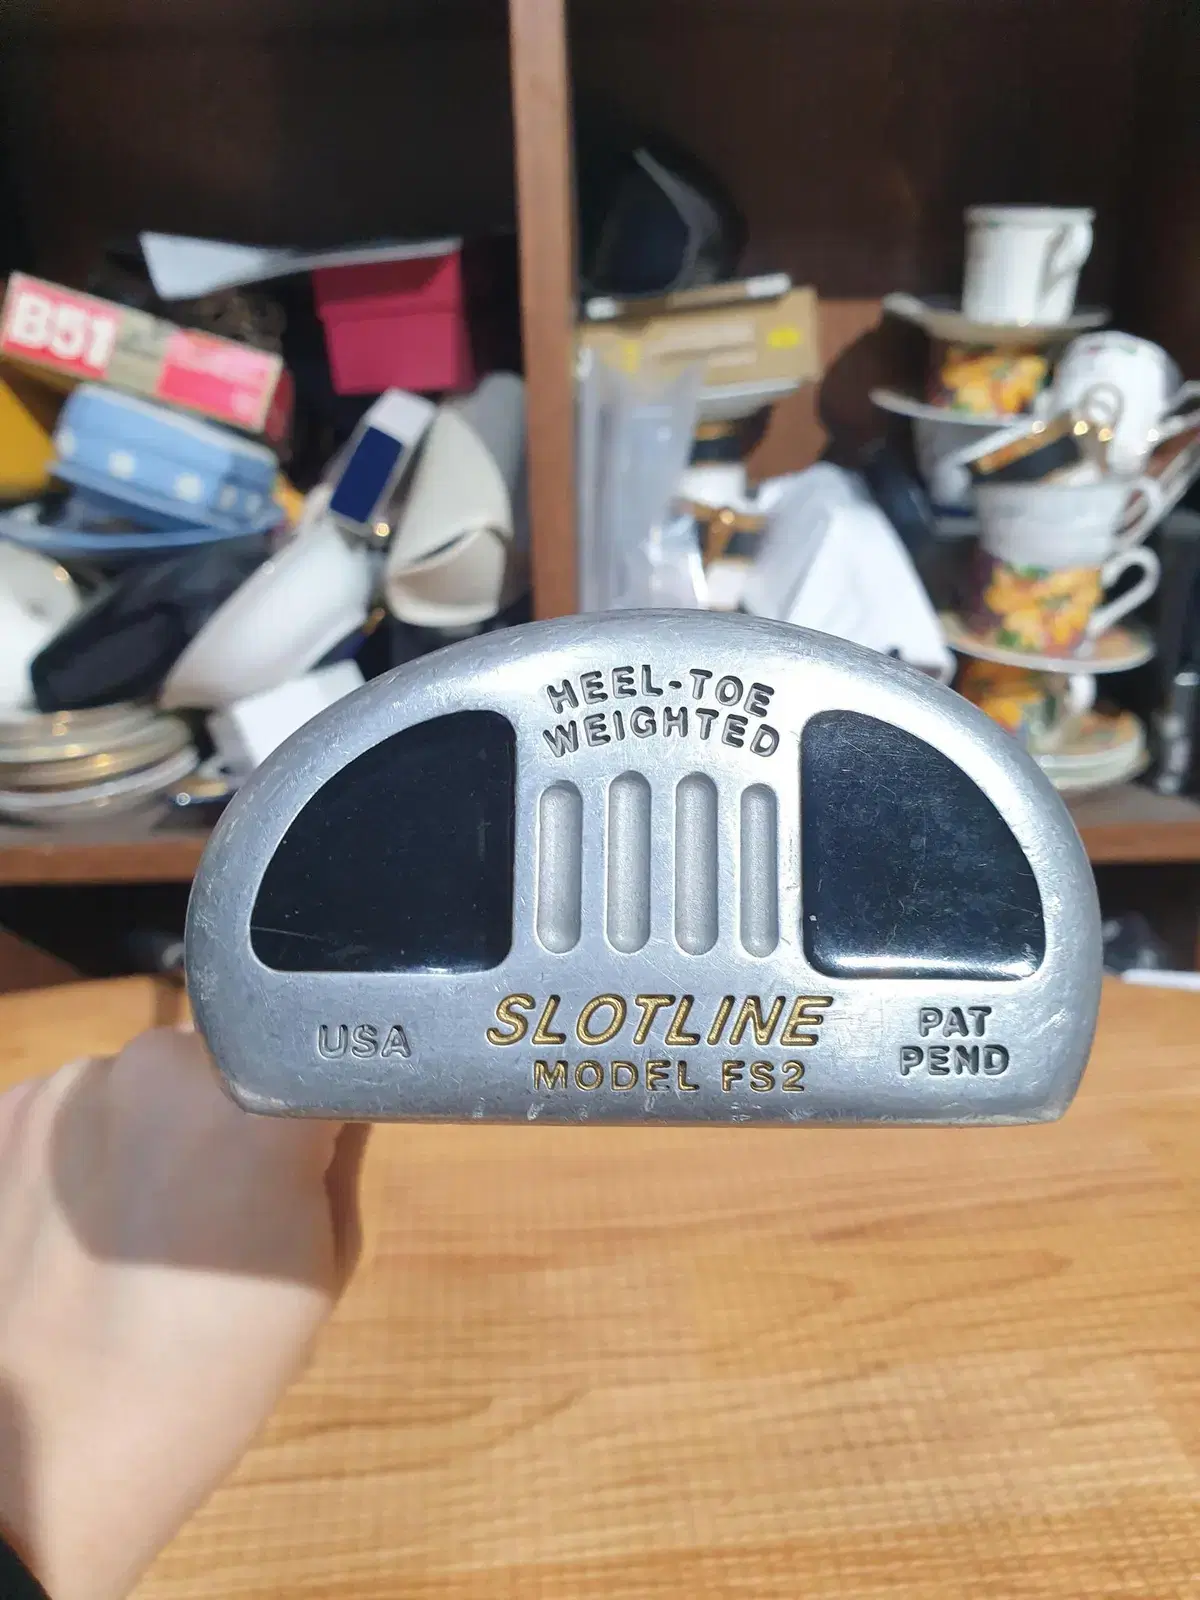 B51
HEEL-TOE
WEIGHTED
SLOTLINE
MODEL FS2
USA
PAT
PEND